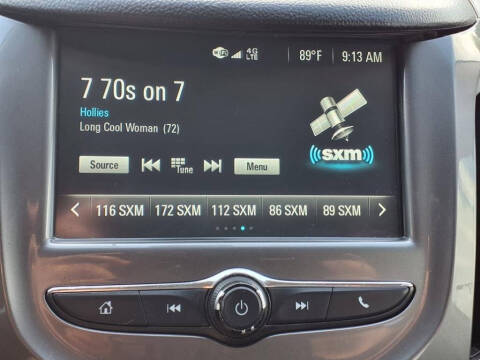 4G
LTE
89°F
9:13 AM
7 70s on 7
Hollies
Long Cool Woman (72)
((sxm))
Source
Tune
Menu
116 SXM
172 SXM
112 SXM
86 SXM
89 SXM